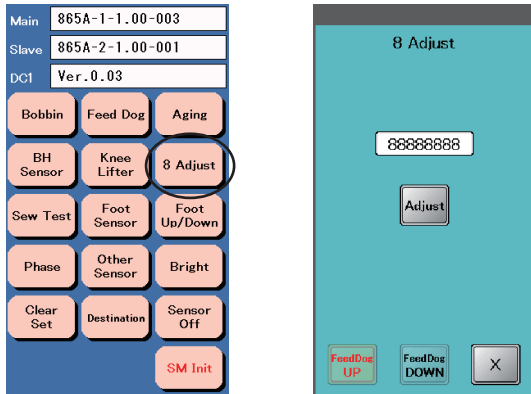 Main 865A-1-1.00-003
Slave 865A-2-1.00-001
DC1 Ver.0.03
Bobbin Feed Dog Aging
BH Sensor Knee Lifter 8 Adjust
Sew Test Foot Sensor Foot Up/Down
Phase Other Sensor Bright
Clear Set Destination Sensor Off
SM Init
8 Adjust
88888888
Adjust
FeedDog UP FeedDog DOWN X